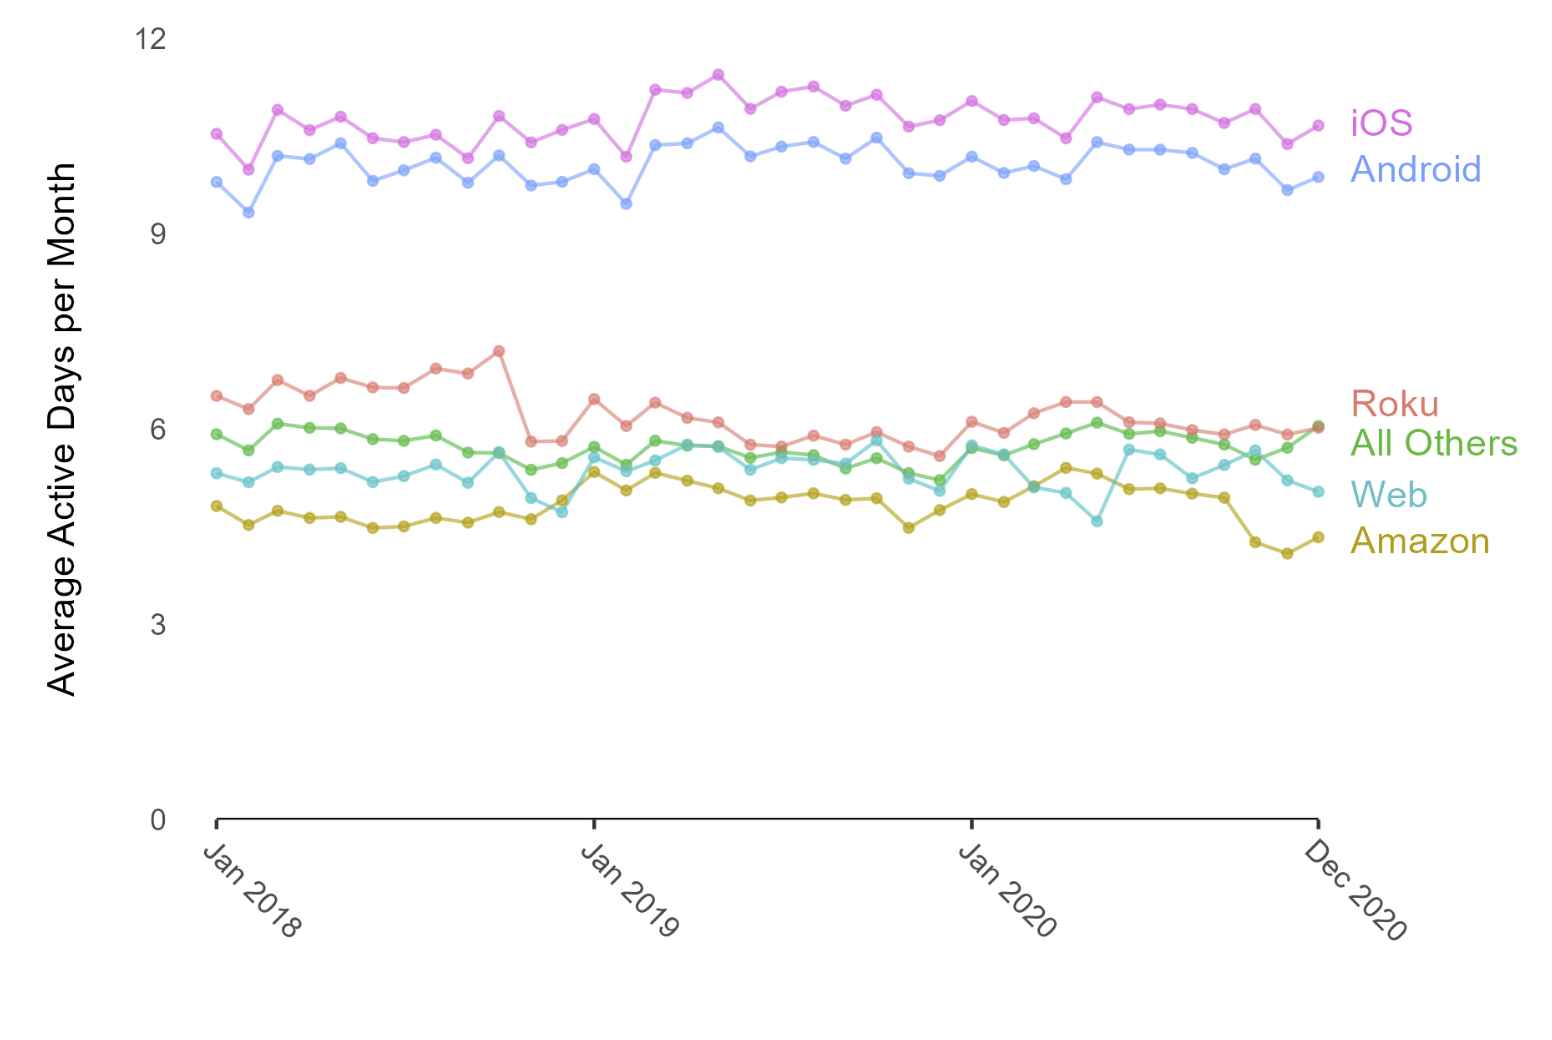 Average Active Days per Month
12
9
6
3
0
iOS
Android
Roku
All Others
Web
Amazon
Jan 2018
Jan 2019
Jan 2020
Dec 2020